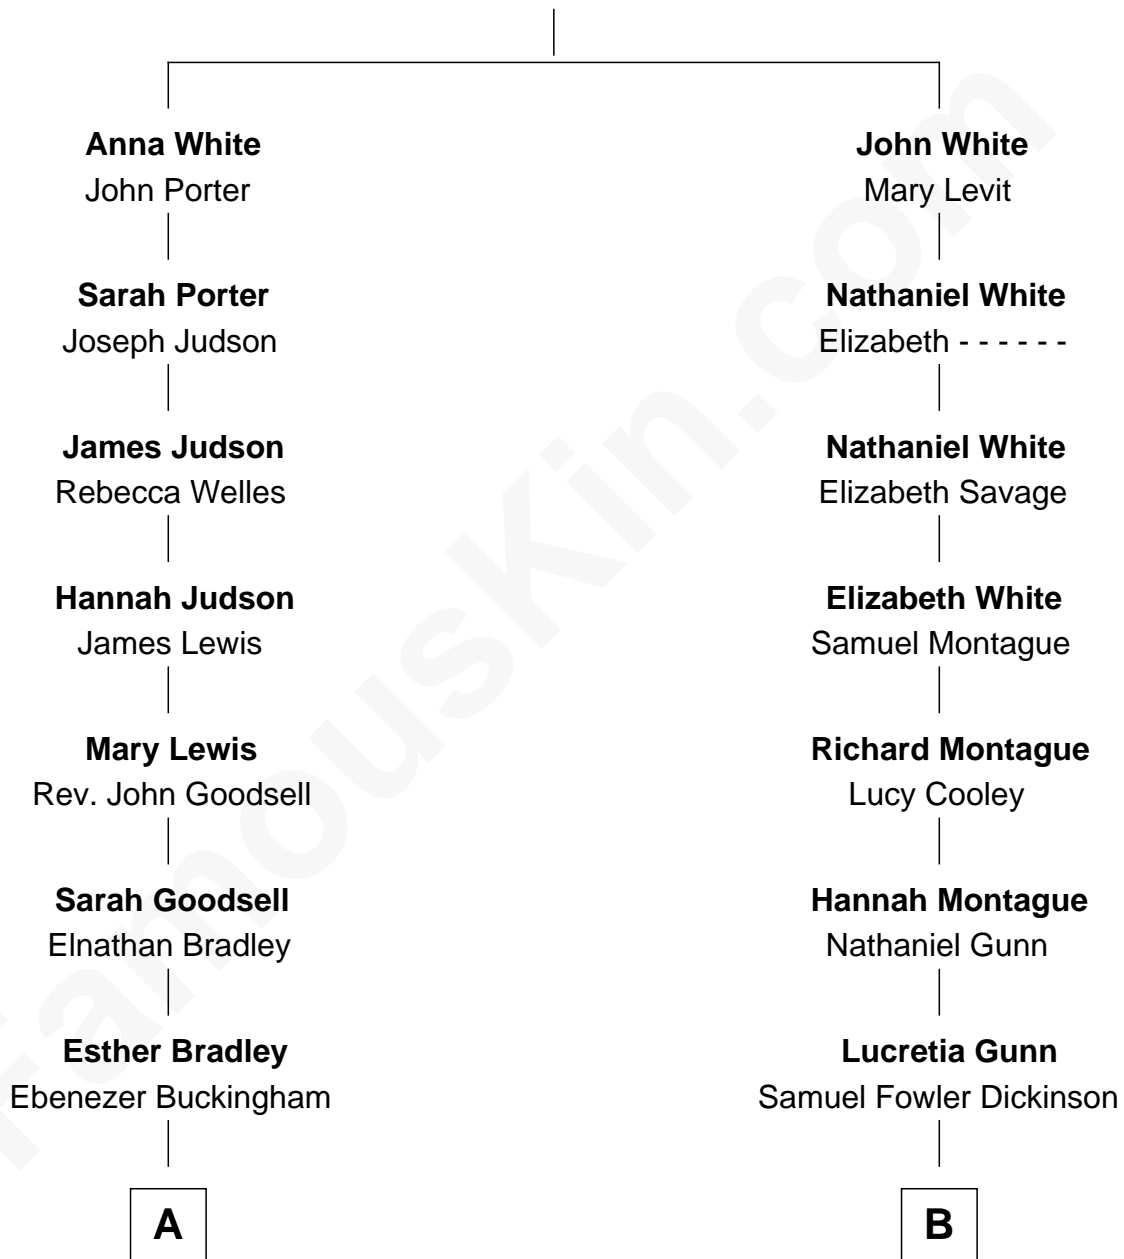 Anna White
John Porter
John White
Mary Levit
Sarah Porter
Joseph Judson
Nathaniel White
Elizabeth - - - - - -
James Judson
Rebecca Welles
Nathaniel White
Elizabeth Savage
Hannah Judson
James Lewis
Elizabeth White
Samuel Montague
Mary Lewis
Rev. John Goodsell
Richard Montague
Lucy Cooley
Sarah Goodsell
Elnathan Bradley
Hannah Montague
Nathaniel Gunn
Esther Bradley
Ebenezer Buckingham
Lucretia Gunn
Samuel Fowler Dickinson
A
B
FamousKin.com